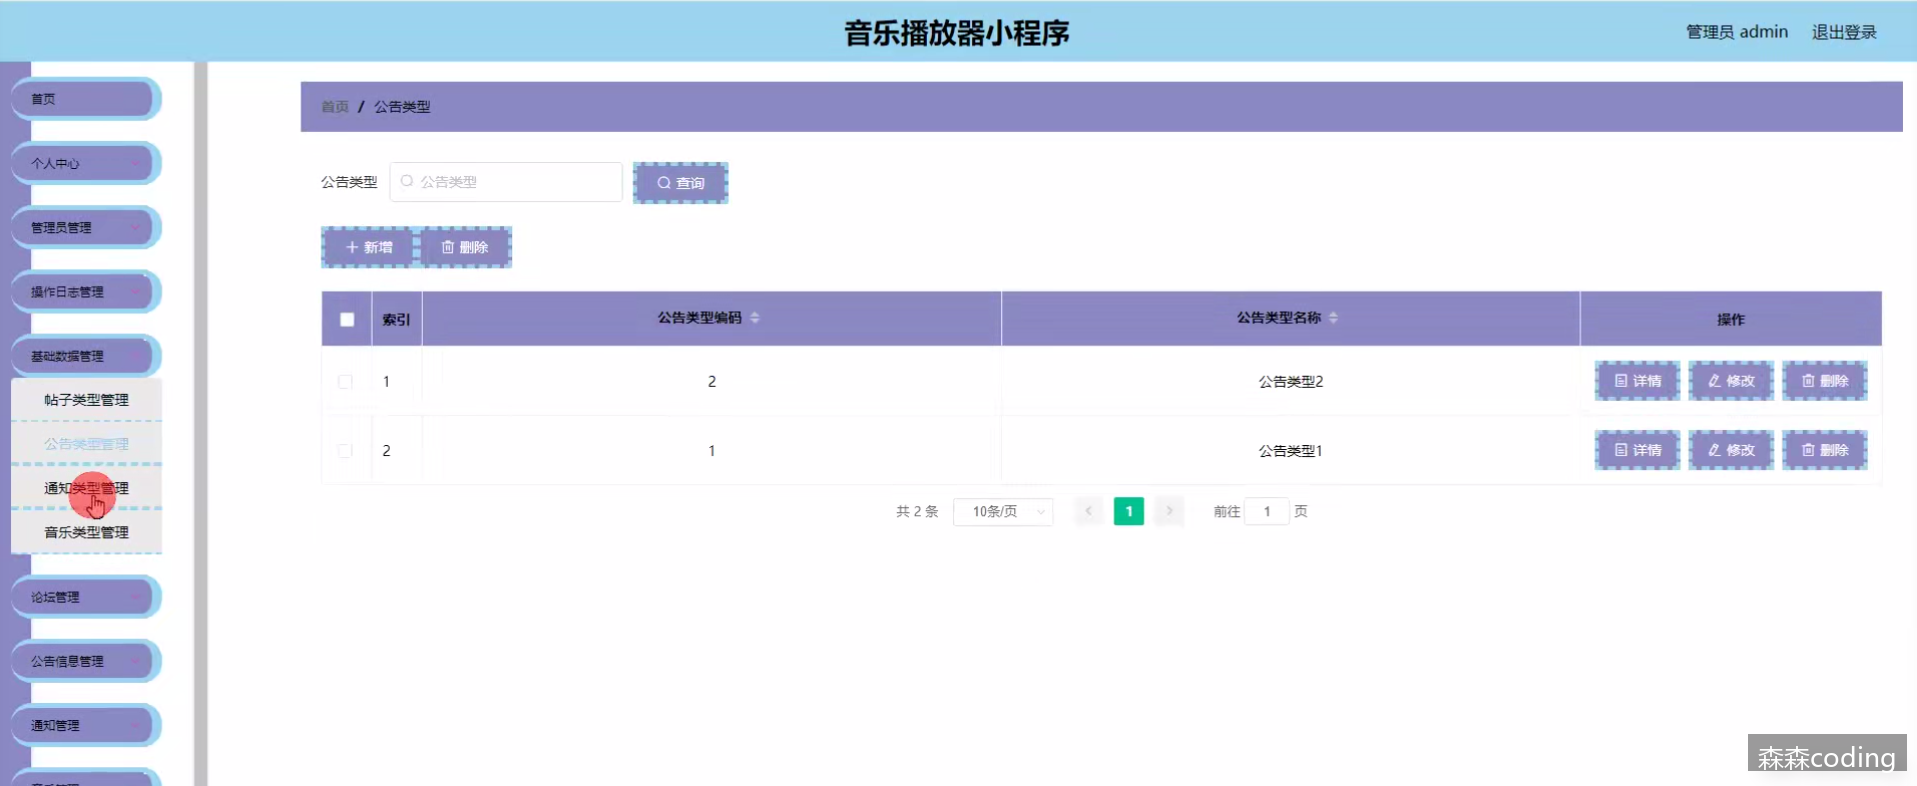 音乐播放器小程序
管理员 admin 退出登录
首页
个人中心
管理员管理
操作日志管理
基础数据管理
帖子类型管理
公告类型管理
通知类型管理
音乐类型管理
论坛管理
公告信息管理
通知管理
首页 / 公告类型
公告类型 公告类型 查询
新增 删除
索引 公告类型编码 公告类型名称 操作
1 2 公告类型2 详情 修改 删除
2 1 公告类型1 详情 修改 删除
共 2 条 10条/页 1 前往 1 页
森森coding